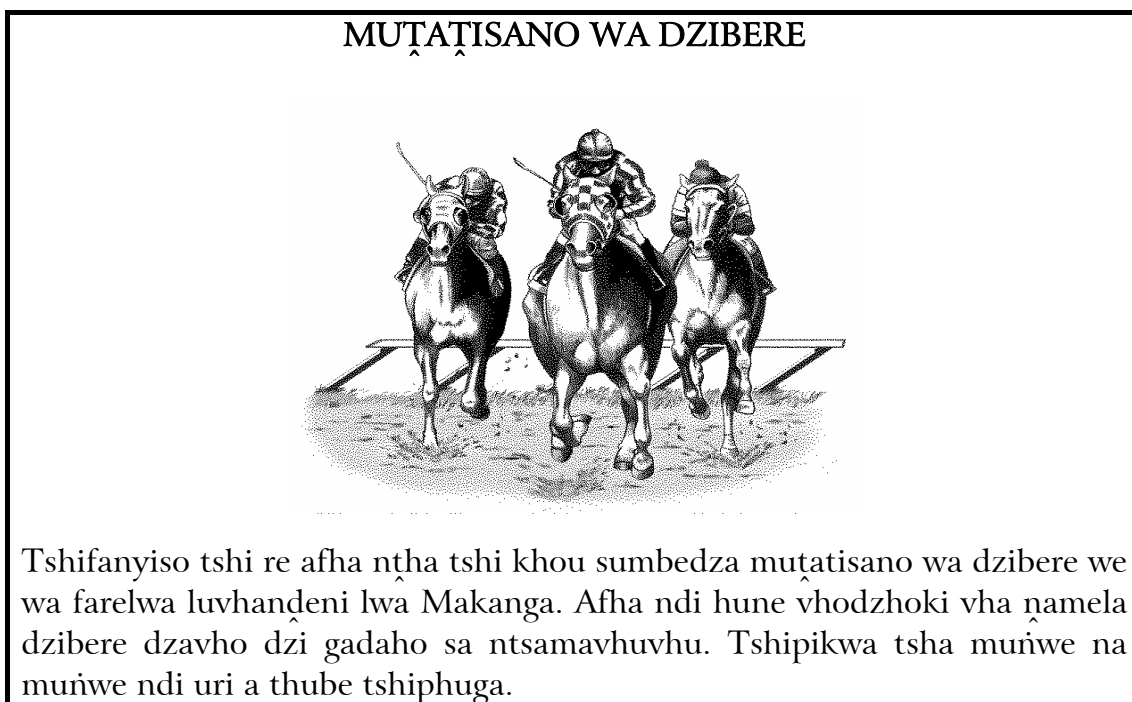 MUṰAṰISANO WA DZIBERE
Tshifanyiso tshi re afha nṱha tshi khou sumbedza muṱatisano wa dzibere we
wa farelwa luvhanḓeni lwa Makanga. Afha ndi hune vhodzhoki vha ṋamela
dzibere dzavho dzi gadaho sa ntsamavhuvhu. Tshipikwa tsha muṅwe na
muṅwe ndi uri a thube tshiphuga.